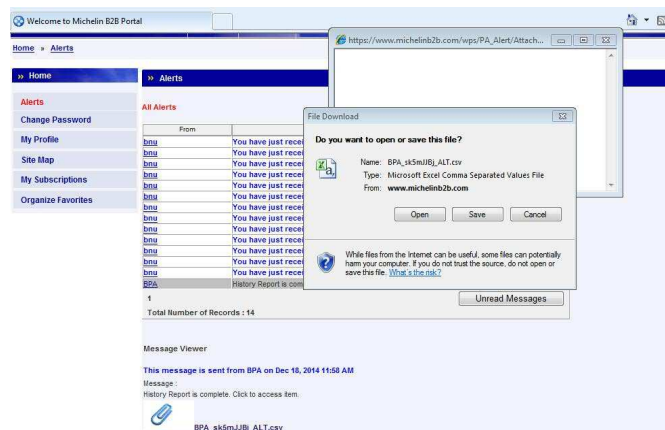 Welcome to Michelin B2B Portal
https://www.michelinb2b.com/wps/PA_Alert/Attach...
Home » Alerts
» Home
» Alerts
Alerts
Change Password
My Profile
Site Map
My Subscriptions
Organize Favorites
All Alerts
From
bnu You have just recei
bnu You have just recei
bnu You have just recei
bnu You have just recei
bnu You have just recei
bnu You have just recei
bnu You have just recei
bnu You have just recei
bnu You have just recei
bnu You have just recei
bnu You have just recei
bnu You have just recei
bnu You have just recei
BPA History Report is com
1
Unread Messages
Total Number of Records : 14
File Download
Do you want to open or save this file?
Name: BPA_sk5mJJBj_ALT.csv
Type: Microsoft Excel Comma Separated Values File
From: www.michelinb2b.com
Open Save Cancel
While files from the Internet can be useful, some files can potentially
harm your computer. If you do not trust the source, do not open or
save this file. What's the risk?
Message Viewer
This message is sent from BPA on Dec 18, 2014 11:58 AM
Message :
History Report is complete. Click to access item.
BPA_sk5mJJBj_ALT.csv